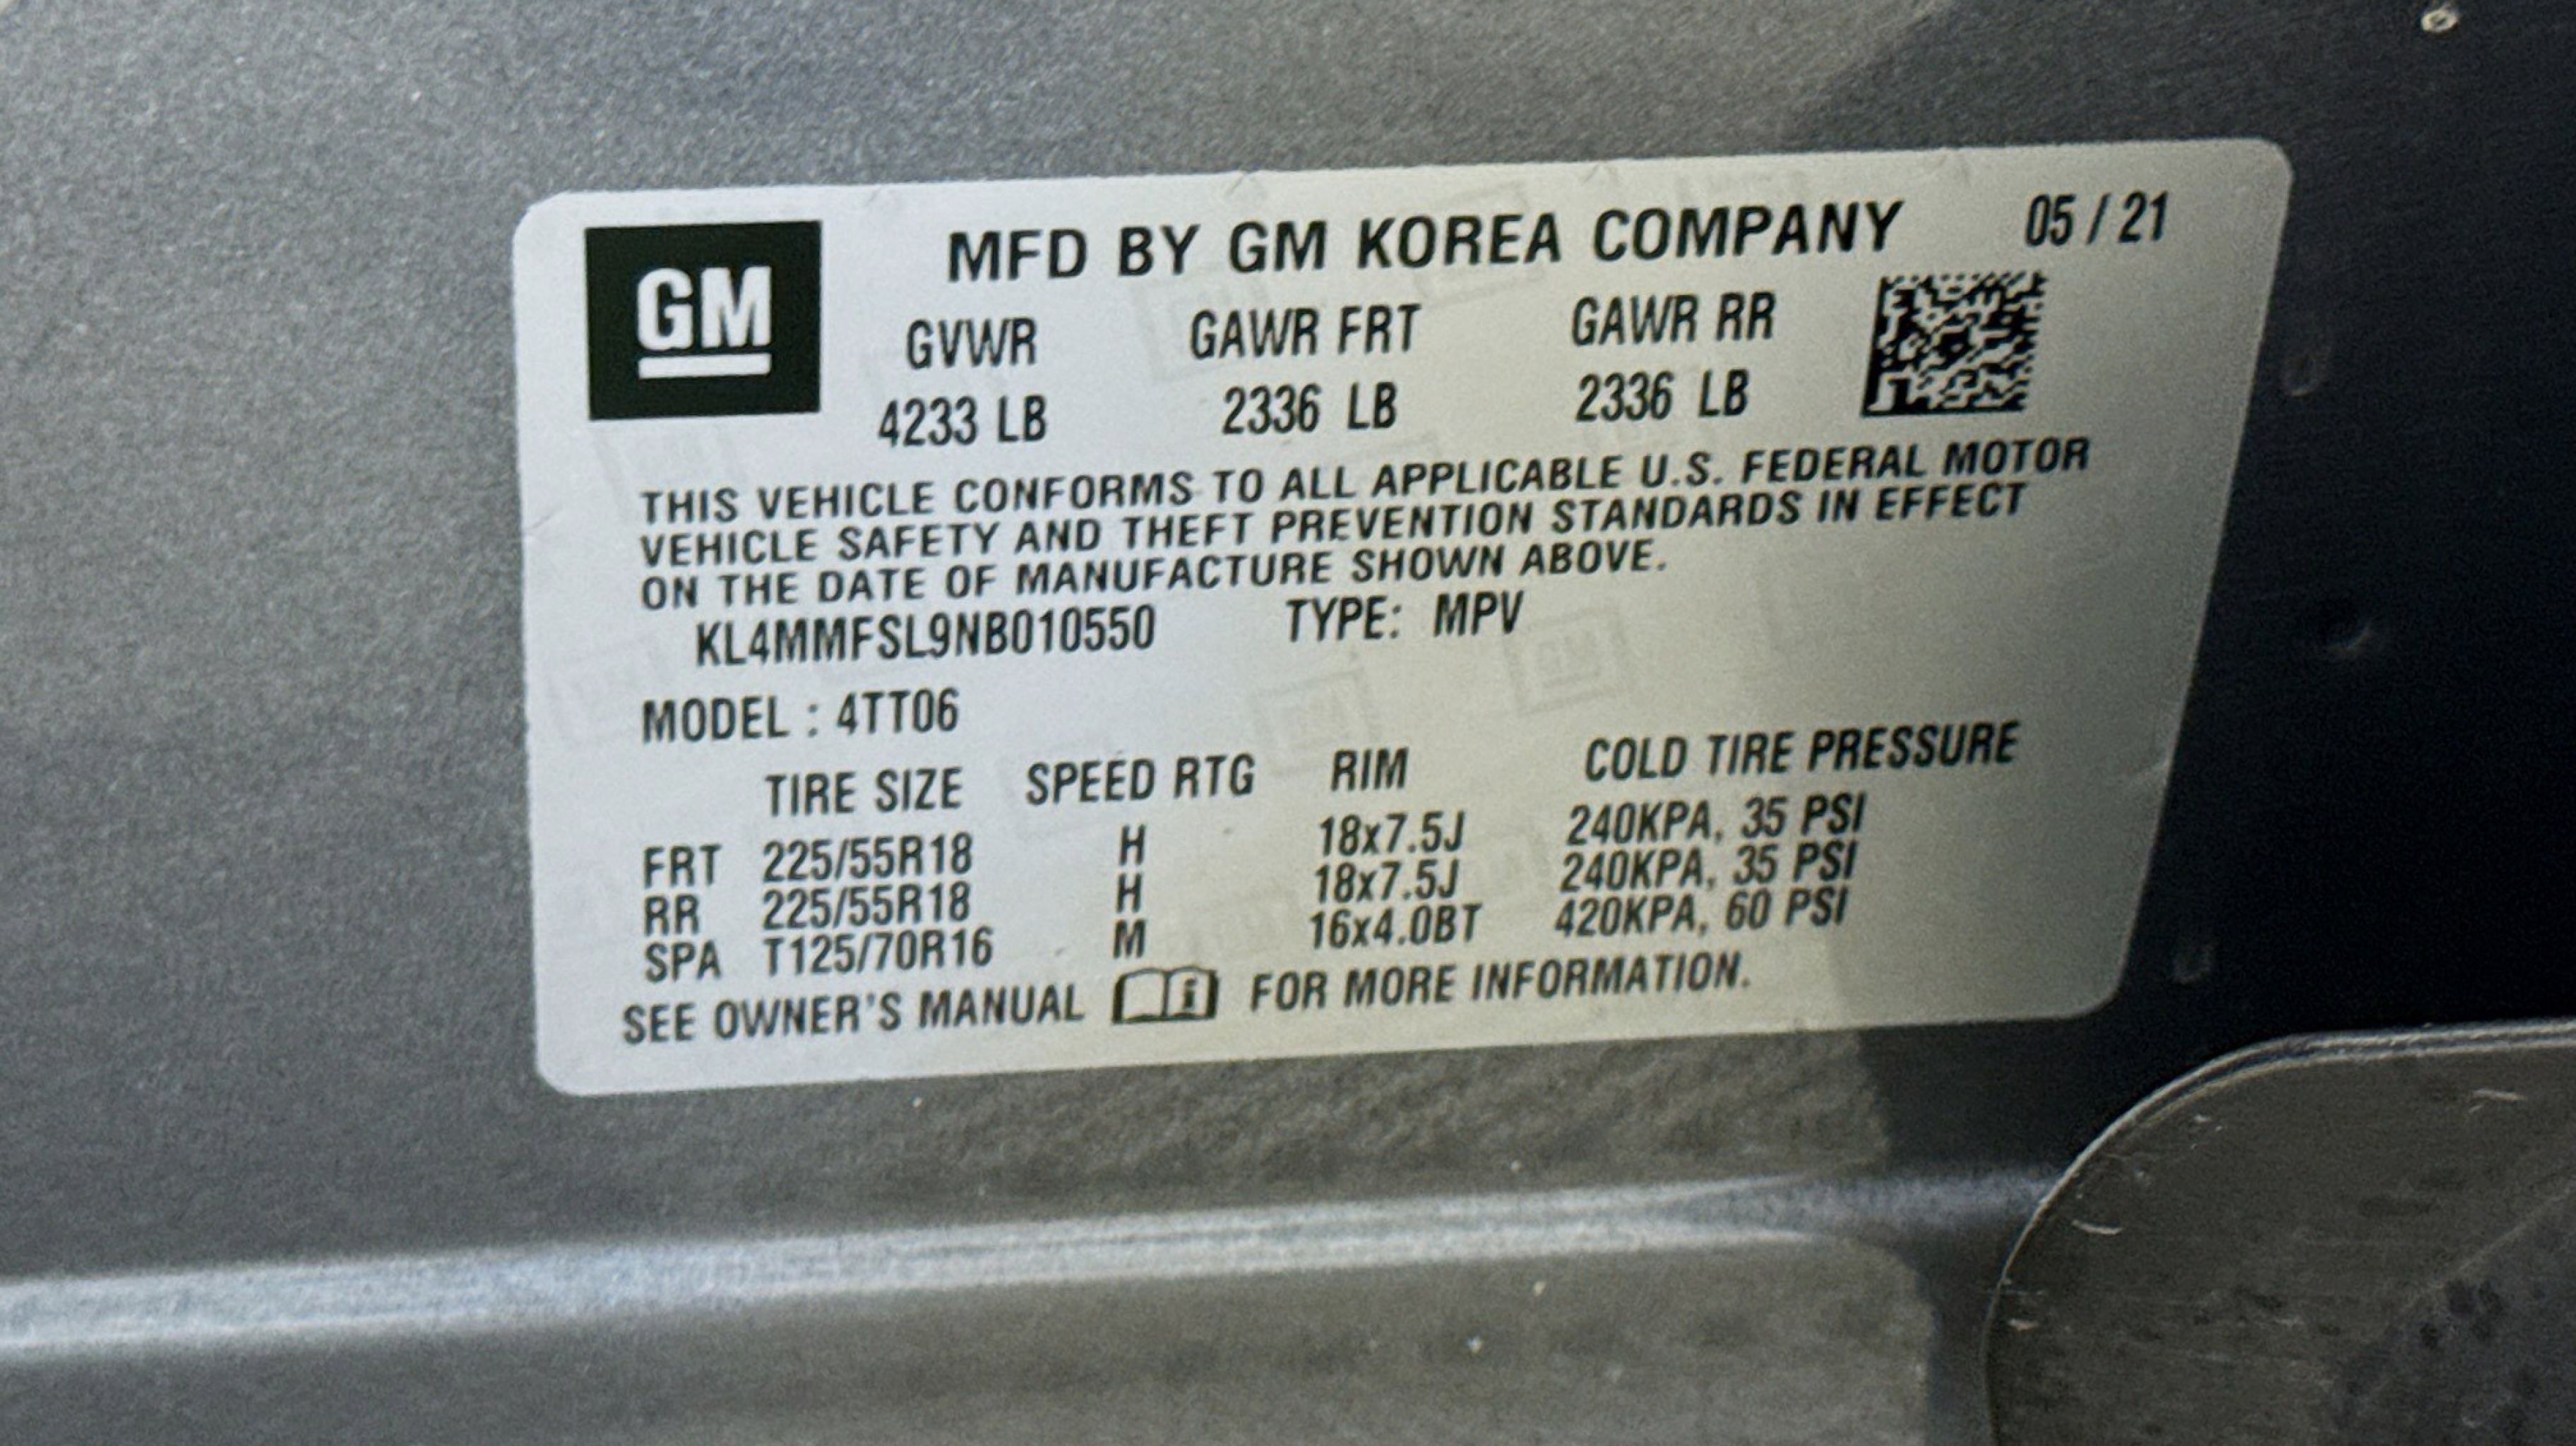 GM
MFD BY GM KOREA COMPANY 05 / 21
GVWR GAWR FRT GAWR RR
4233 LB 2336 LB 2336 LB
THIS VEHICLE CONFORMS TO ALL APPLICABLE U.S. FEDERAL MOTOR
VEHICLE SAFETY AND THEFT PREVENTION STANDARDS IN EFFECT
ON THE DATE OF MANUFACTURE SHOWN ABOVE.
KL4MMFSL9NB010550 TYPE: MPV
MODEL : 4TT06
TIRE SIZE SPEED RTG RIM COLD TIRE PRESSURE
FRT 225/55R18 H 18x7.5J 240KPA, 35 PSI
RR 225/55R18 H 18x7.5J 240KPA, 35 PSI
SPA T125/70R16 M 16x4.0BT 420KPA, 60 PSI
SEE OWNER'S MANUAL FOR MORE INFORMATION.